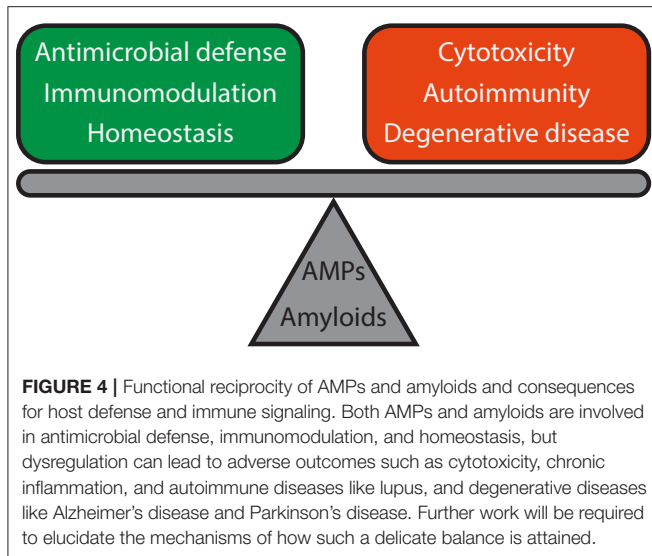 Antimicrobial defense
Immunomodulation
Homeostasis
Cytotoxicity
Autoimmunity
Degenerative disease
AMPs
Amyloids
FIGURE 4 | Functional reciprocity of AMPs and amyloids and consequences
for host defense and immune signaling. Both AMPs and amyloids are involved
in antimicrobial defense, immunomodulation, and homeostasis, but
dysregulation can lead to adverse outcomes such as cytotoxicity, chronic
inflammation, and autoimmune diseases like lupus, and degenerative diseases
like Alzheimer's disease and Parkinson's disease. Further work will be required
to elucidate the mechanisms of how such a delicate balance is attained.